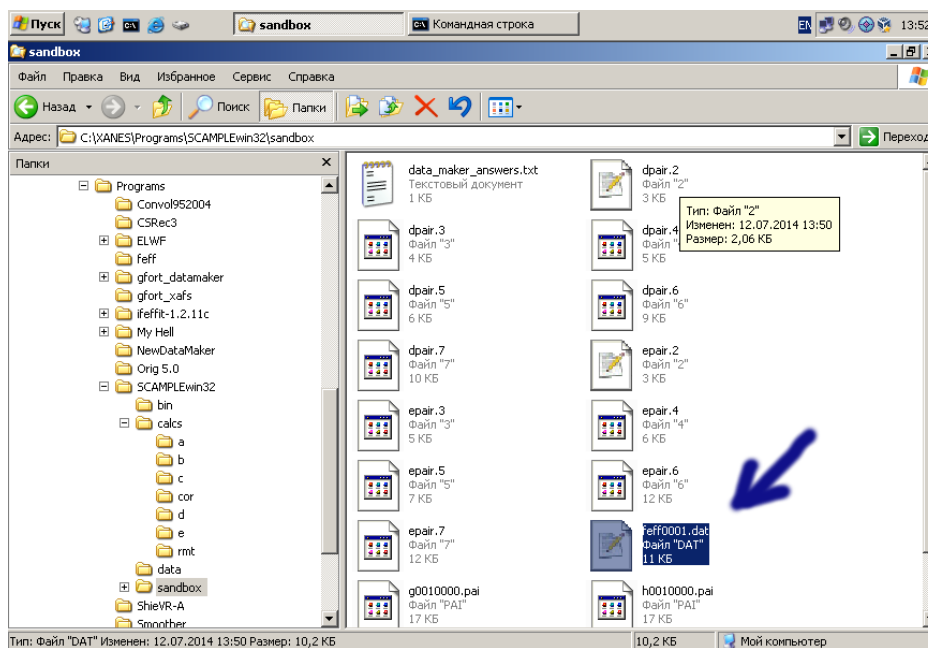 Пуск
sandbox
Командная строка
EN
13:52
sandbox
Файл Правка Вид Избранное Сервис Справка
Назад
Поиск
Папки
Адрес: C:\XANES\Programs\SCAMPLEwin32\sandbox
Переход
Папки
Programs
Convol952004
CSRec3
ELWF
feff
gfort_datamaker
gfort_xafs
ifeffit-1.2.11c
My Hell
NewDataMaker
Orig 5.0
SCAMPLEwin32
bin
calcs
a
b
c
cor
d
e
rmt
data
sandbox
ShieVR-A
Smoother
data_maker_answers.txt
Текстовый документ
1 КБ
dpair.2
Файл "2"
3 КБ
Тип: Файл "2"
Изменен: 12.07.2014 13:50
Размер: 2,06 КБ
dpair.3
Файл "3"
4 КБ
dpair.4
Файл
5 КБ
dpair.5
Файл "5"
6 КБ
dpair.6
Файл "6"
9 КБ
dpair.7
Файл "7"
10 КБ
epair.2
Файл "2"
3 КБ
epair.3
Файл "3"
5 КБ
epair.4
Файл "4"
6 КБ
epair.5
Файл "5"
7 КБ
epair.6
Файл "6"
12 КБ
epair.7
Файл "7"
12 КБ
feff0001.dat
Файл "DAT"
11 КБ
g0010000.pai
Файл "PAI"
17 КБ
h0010000.pai
Файл "PAI"
17 КБ
Тип: Файл "DAT" Изменен: 12.07.2014 13:50 Размер: 10,2 КБ
10,2 КБ
Мой компьютер